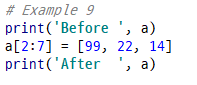 # Example 9
print('Before ', a)
a[2:7] = [99, 22, 14]
print('After  ', a)